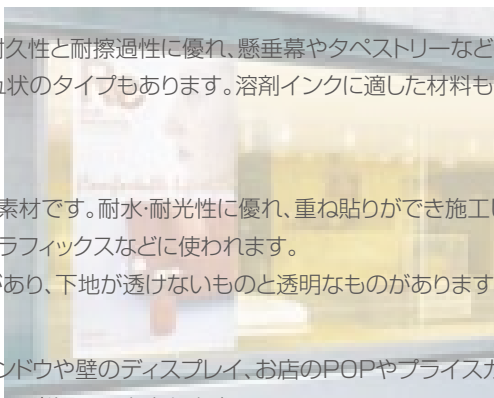 耐久性と耐擦過性に優れ、懸垂幕やタペストリーなど
状のタイプもあります。溶剤インクに適した材料も
素材です。耐水・耐光性に優れ、重ね貼りができ施工
ラフィックスなどに使われます。
があり、下地が透けないものと透明なものがあります
ンドウや壁のディスプレイ、お店のPOPやプライスカ